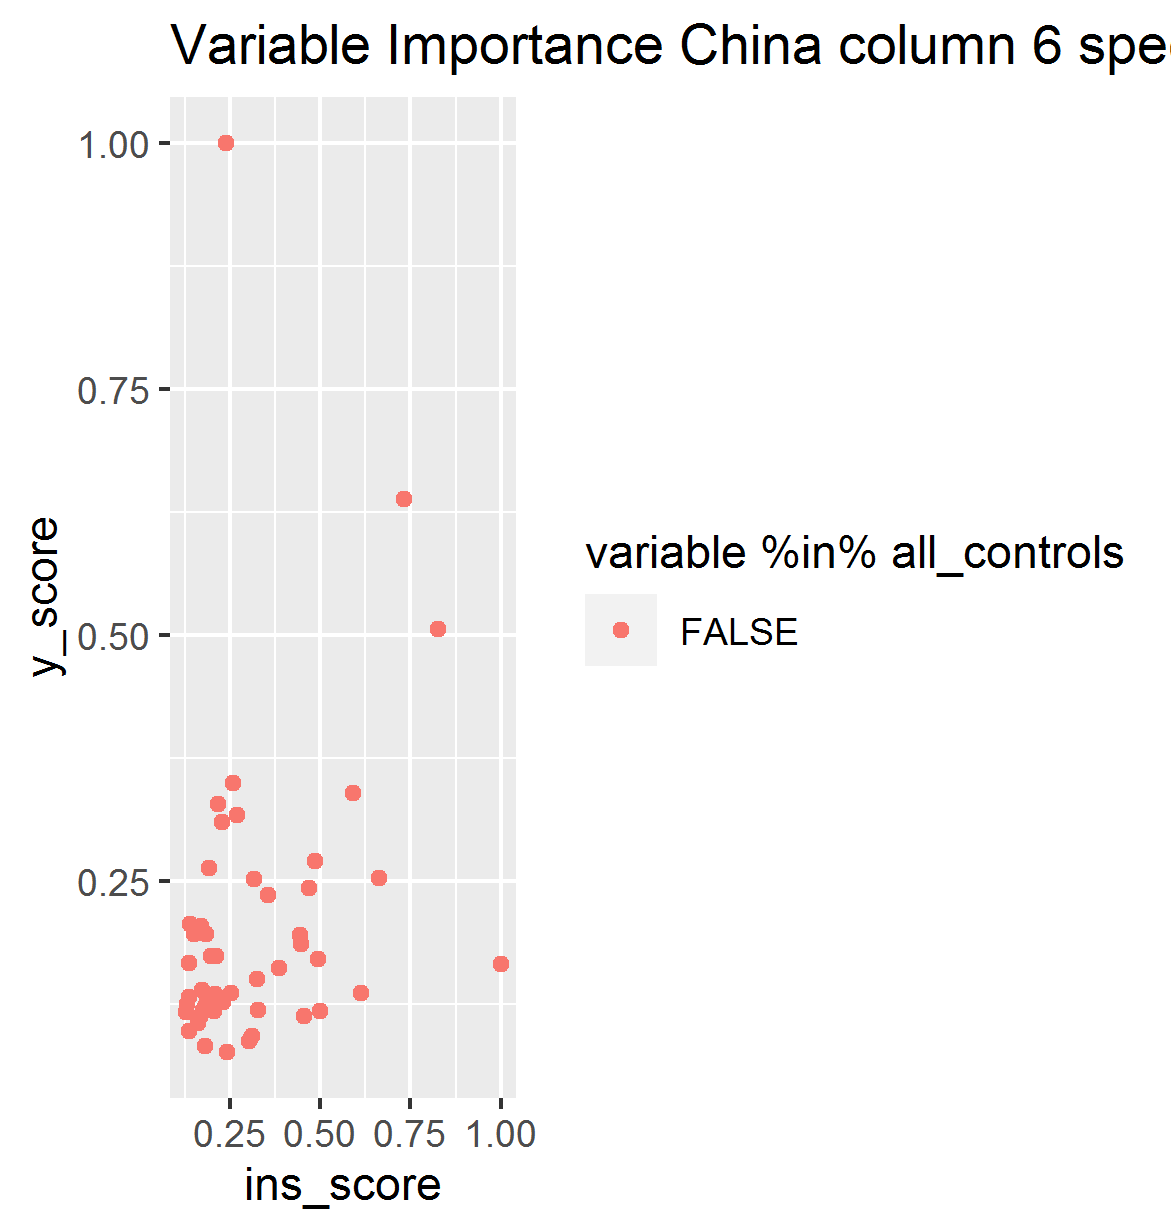 Variable Importance China column 6 spe
1.00
0.75
0.50
0.25
y_score
0.25 0.50 0.75 1.00
ins_score
variable %in% all_controls
FALSE